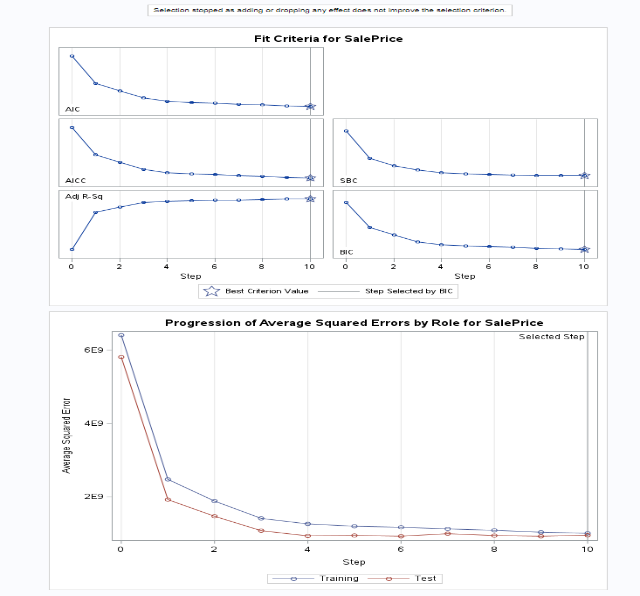 Selection stopped as adding or dropping any effect does not improve the selection criterion.
Fit Criteria for SalePrice
AIC
AICC
SBC
Adj R-Sq
BIC
0 2 4 6 8 10 0 2 4 6 8 10
Step Step
Best Criterion Value Step Selected by BIC
Progression of Average Squared Errors by Role for SalePrice
Selected Step
6E9
4E9
2E9
Average Squared Error
0 2 4 6 8 10
Step
Training Test